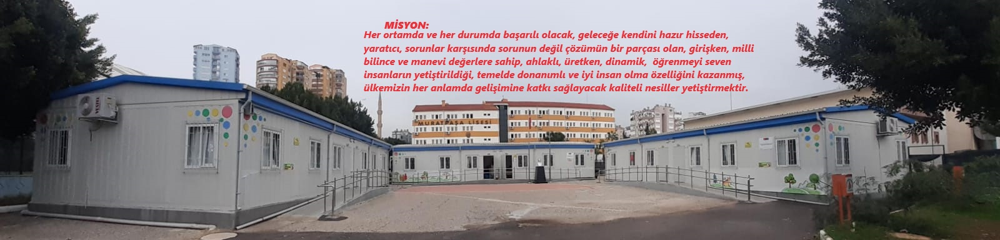 MİSYON:
Her ortamda ve her durumda başarılı olacak, geleceğe kendini hazır hisseden,
yaratıcı, sorunlar karşısında sorunun değil çözümün bir parçası olan, girişken, milli
bilince ve manevi değerlere sahip, ahlaklı, üretken, dinamik,  öğrenmeyi seven
insanların yetiştirildiği, temelde donanımlı ve iyi insan olma özelliğini kazanmış,
ülkemizin her anlamda gelişimine katkı sağlayacak kaliteli nesiller yetiştirmektir.
MURATPAŞA LİSESİ
VESTEL